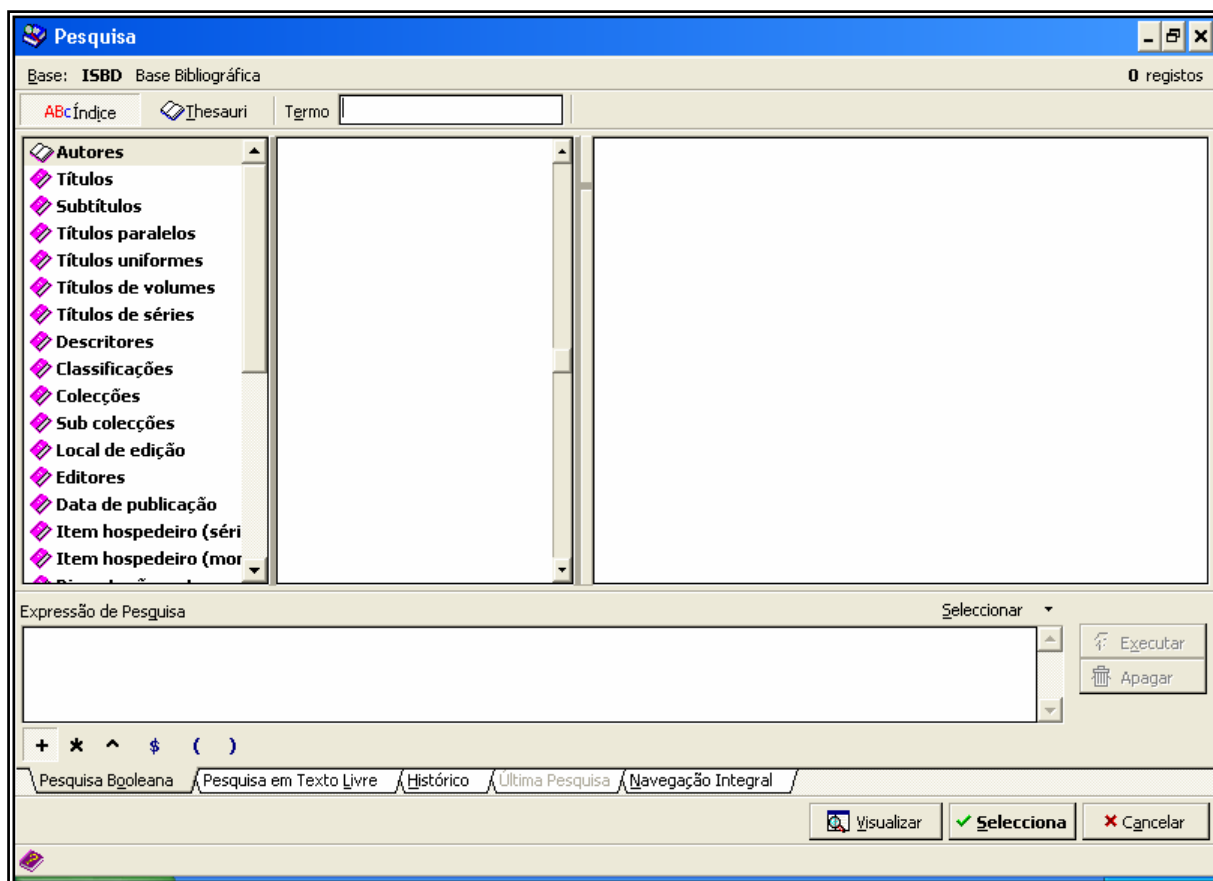 Pesquisa
Base: ISBD Base Bibliográfica 0 registos
ABc Índice Thesauri Termo
Autores
Títulos
Subtítulos
Títulos paralelos
Títulos uniformes
Títulos de volumes
Títulos de séries
Descritores
Classificações
Colecções
Sub colecções
Local de edição
Editores
Data de publicação
Item hospedeiro (séri
Item hospedeiro (mor
Expressão de Pesquisa Seleccionar
Executar
Apagar
+ * ^ $ ( )
Pesquisa Booleana Pesquisa em Texto Livre Histórico Última Pesquisa Navegação Integral
Visualizar Selecciona Cancelar